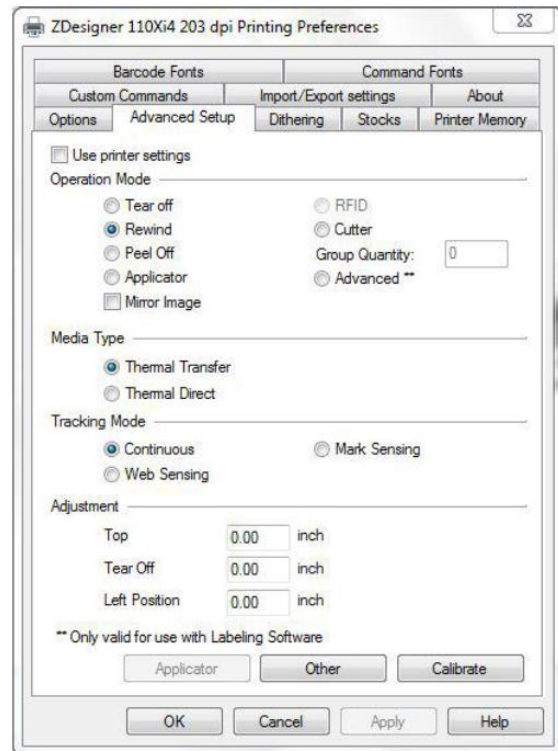 ZDesigner 110Xi4 203 dpi Printing Preferences
Barcode Fonts Command Fonts
Custom Commands Import/Export settings About
Options Advanced Setup Dithering Stocks Printer Memory
Use printer settings
Operation Mode
Tear off RFID
Rewind Cutter
Peel Off Group Quantity: 0
Applicator Advanced **
Mirror Image
Media Type
Thermal Transfer
Thermal Direct
Tracking Mode
Continuous Mark Sensing
Web Sensing
Adjustment
Top 0.00 inch
Tear Off 0.00 inch
Left Position 0.00 inch
** Only valid for use with Labeling Software
Applicator Other Calibrate
OK Cancel Apply Help